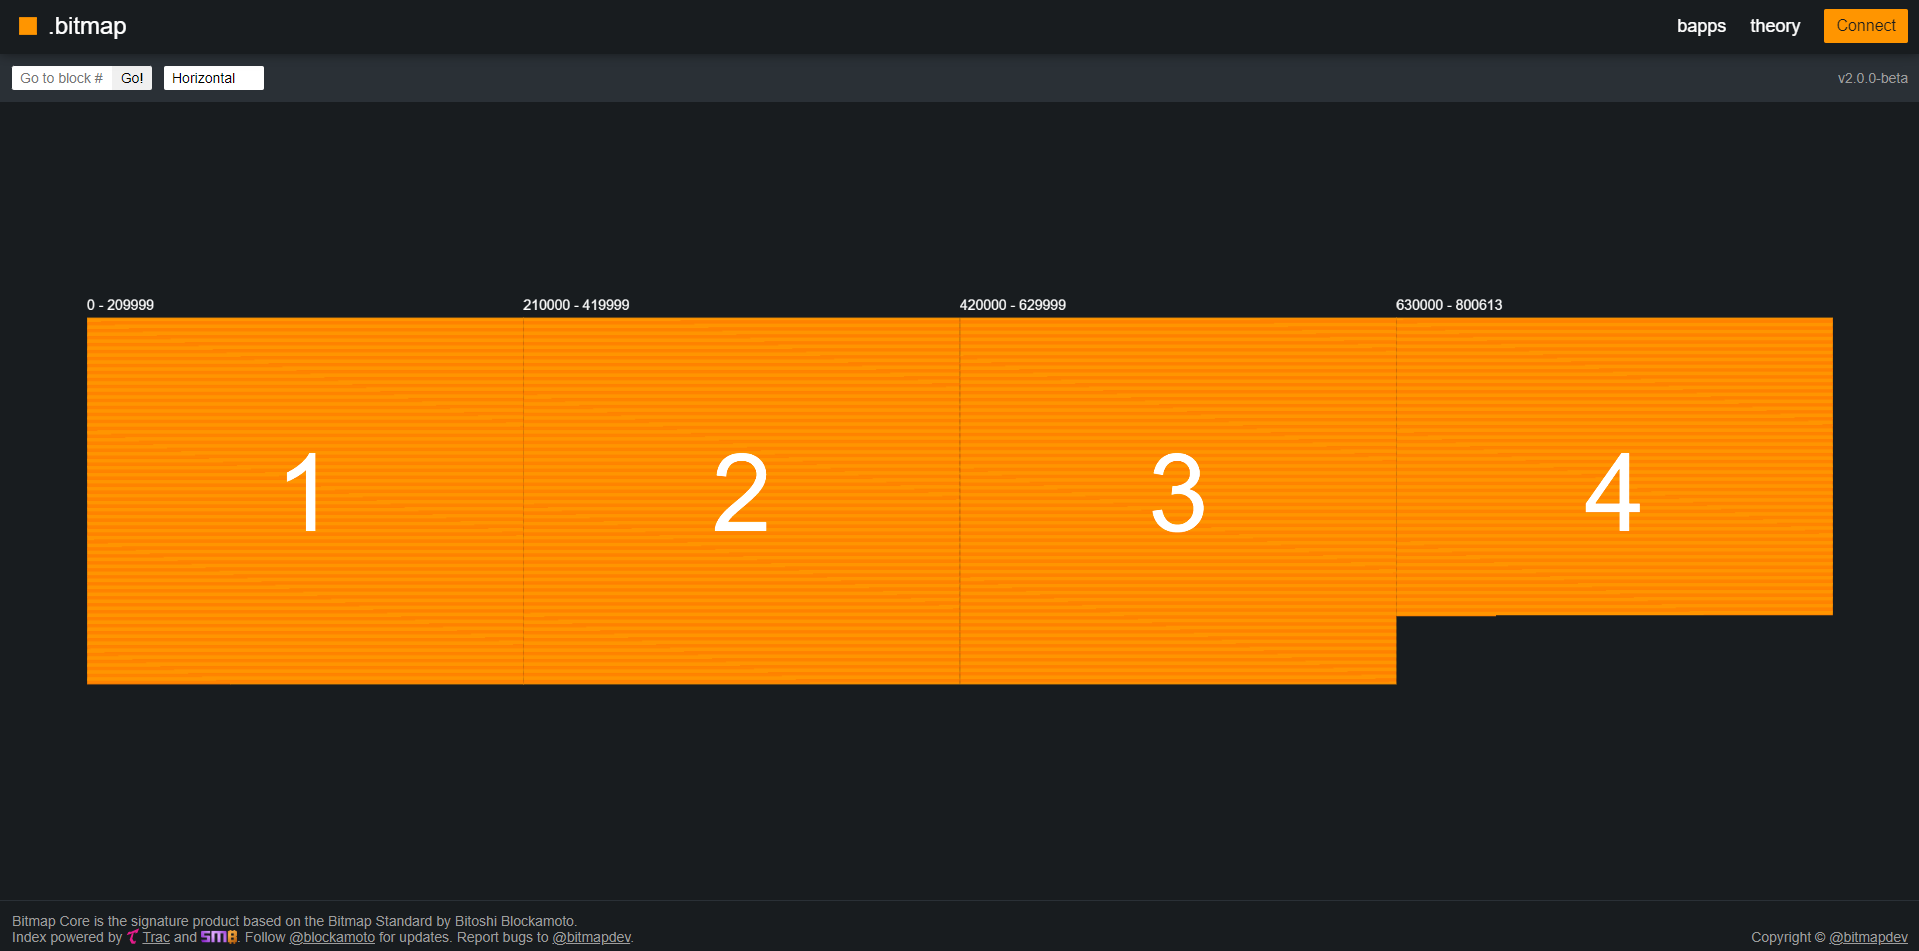 .bitmap
bapps
theory
Connect
Go to block #
Go!
Horizontal
v2.0.0-beta
0 - 209999
210000 - 419999
420000 - 629999
630000 - 800613
1
2
3
4
Bitmap Core is the signature product based on the Bitmap Standard by Bitoshi Blockamoto.
Index powered by Trac and SMB. Follow @blockamoto for updates. Report bugs to @bitmapdev.
Copyright © @bitmapdev